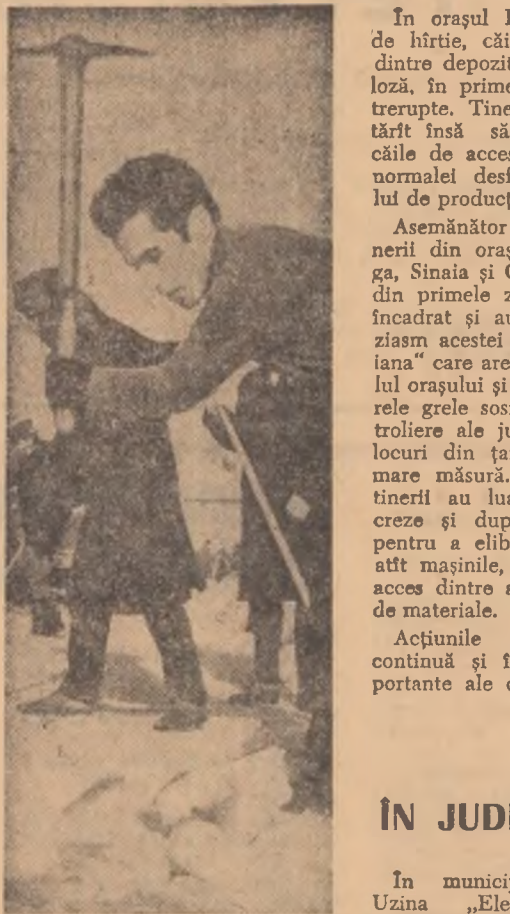 În orașul
de hîrtie, căi
dintre depozit
loză, în prime
trerupte. Tine
tărît însă să
căile de acces
normalei desf
lui de product
Asemănător
nerii din oraș
ga, Sinaia și
din primele z
încadrat și au
ziasm acestei
iana“ care are
lul orașului și
rele grele sos
troliere ale ju
locuri din ța
mare măsură.
tinerii au lua
creze și dup
pentru a elib
atît mașinile,
acces dintre a
de materiale.
Acțiunile
continuă și î
portante ale
ÎN JUD
În munici
Uzina „Ele